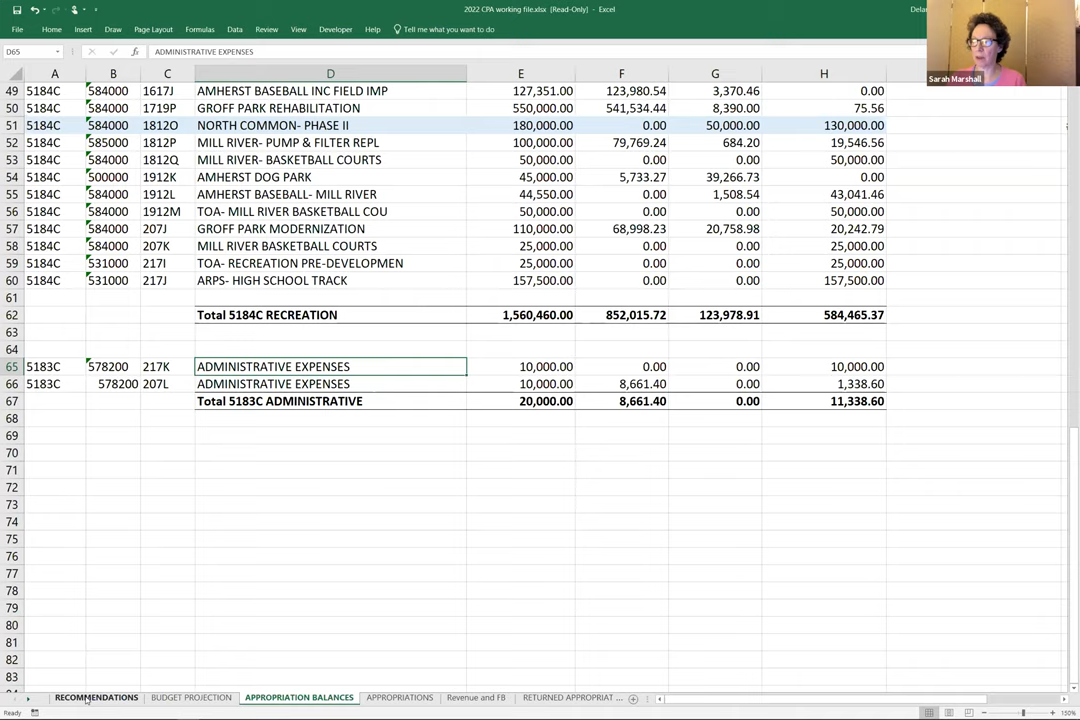 2022 CPA working file.xlsx [Read-Only] - Excel
File Home Insert Draw Page Layout Formulas Data Review View Developer Help Tell me what you want to do
Sarah Marshall
D65 fx ADMINISTRATIVE EXPENSES
A B C D E F G H
49 5184C 584000 1617J AMHERST BASEBALL INC FIELD IMP 127,351.00 123,980.54 3,370.46 0.00
50 5184C 584000 1719P GROFF PARK REHABILITATION 550,000.00 541,534.44 8,390.00 75.56
51 5184C 584000 1812O NORTH COMMON- PHASE II 180,000.00 0.00 50,000.00 130,000.00
52 5184C 585000 1812P MILL RIVER- PUMP & FILTER REPL 100,000.00 79,769.24 684.20 19,546.56
53 5184C 584000 1812Q MILL RIVER- BASKETBALL COURTS 50,000.00 0.00 0.00 50,000.00
54 5184C 500000 1912K AMHERST DOG PARK 45,000.00 5,733.27 39,266.73 0.00
55 5184C 584000 1912L AMHERST BASEBALL- MILL RIVER 44,550.00 0.00 1,508.54 43,041.46
56 5184C 584000 1912M TOA- MILL RIVER BASKETBALL COU 50,000.00 0.00 0.00 50,000.00
57 5184C 584000 207J GROFF PARK MODERNIZATION 110,000.00 68,998.23 20,758.98 20,242.79
58 5184C 584000 207K MILL RIVER BASKETBALL COURTS 25,000.00 0.00 0.00 25,000.00
59 5184C 531000 217I TOA- RECREATION PRE-DEVELOPMEN 25,000.00 0.00 0.00 25,000.00
60 5184C 531000 217J ARPS- HIGH SCHOOL TRACK 157,500.00 0.00 0.00 157,500.00
61
62 Total 5184C RECREATION 1,560,460.00 852,015.72 123,978.91 584,465.37
63
64
65 5183C 578200 217K ADMINISTRATIVE EXPENSES 10,000.00 0.00 0.00 10,000.00
66 5183C 578200 207L ADMINISTRATIVE EXPENSES 10,000.00 8,661.40 0.00 1,338.60
67 Total 5183C ADMINISTRATIVE 20,000.00 8,661.40 0.00 11,338.60
68
69
70
71
72
73
74
75
76
77
78
79
80
81
82
83
RECOMMENDATIONS BUDGET PROJECTION APPROPRIATION BALANCES APPROPRIATIONS Revenue and FB RETURNED APPROPRIAT ...
Ready 150%